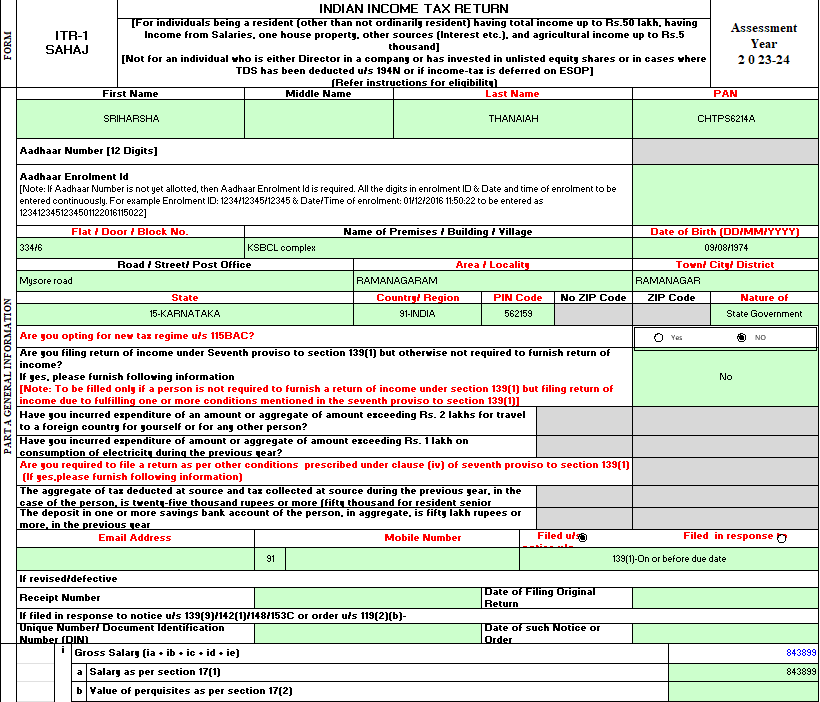 INDIAN INCOME TAX RETURN
FORM
ITR-1
SAHAJ
[For individuals being a resident (other than not ordinarily resident) having total income up to Rs.50 lakh, having
Income from Salaries, one house property, other sources (Interest etc.), and agricultural income up to Rs.5
thousand]
[Not for an individual who is either Director in a company or has invested in unlisted equity shares or in cases where
TDS has been deducted u/s 194N or if income-tax is deferred on ESOP]
(Refer instructions for eligibility)
Assessment
Year
2 0 23-24
First Name Middle Name Last Name PAN
SRIHARSHA THANAIAH CHTPS6214A
Aadhaar Number [12 Digits]
Aadhaar Enrolment Id
[Note: If Aadhaar Number is not yet allotted, then Aadhaar Enrolment Id is required. All the digits in enrolment ID & Date and time of enrolment to be
entered continuously. For example Enrolment ID: 1234/12345/12345 & Date/Time of enrolment: 01/12/2016 11:50:22 to be entered as
1234123451234501122016115022]
Flat / Door / Block No. Name of Premises / Building / Village Date of Birth (DD/MM/YYYY)
334/6 KSBCL complex 09/08/1974
Road / Street/ Post Office Area / Locality Town/ City/ District
Mysore road RAMANAGARAM RAMANAGAR
State Country/ Region PIN Code No ZIP Code ZIP Code Nature of
15-KARNATAKA 91-INDIA 562159 State Government
PART A GENERAL INFORMATION
Are you opting for new tax regime u/s 115BAC? Yes NO
Are you filing return of income under Seventh proviso to section 139(1) but otherwise not required to furnish return of
income?
If yes, please furnish following information
[Note: To be filled only if a person is not required to furnish a return of income under section 139(1) but filing return of
income due to fulfilling one or more conditions mentioned in the seventh proviso to section 139(1)]
No
Have you incurred expenditure of an amount or aggregate of amount exceeding Rs. 2 lakhs for travel
to a foreign country for yourself or for any other person?
Have you incurred expenditure of amount or aggregate of amount exceeding Rs. 1 lakh on
consumption of electricity during the previous year?
Are you required to file a return as per other conditions prescribed under clause (iv) of seventh proviso to section 139(1)
(If yes,please furnish following information)
The aggregate of tax deducted at source and tax collected at source during the previous year, in the
case of the person, is twenty-five thousand rupees or more (fifty thousand for resident senior
The deposit in one or more savings bank account of the person, in aggregate, is fifty lakh rupees or
more, in the previous year
Email Address Mobile Number Filed u/s Filed in response
91 139(1)-On or before due date
If revised/defective
Receipt Number Date of Filing Original
Return
If filed in response to notice u/s 139(9)/142(1)/148/153C or order u/s 119(2)(b)-
Unique Number/ Document Identification
Number (DIN)
Date of such Notice or
Order
i Gross Salary (ia + ib + ic + id + ie) 843899
a Salary as per section 17(1) 843899
b Value of perquisites as per section 17(2)